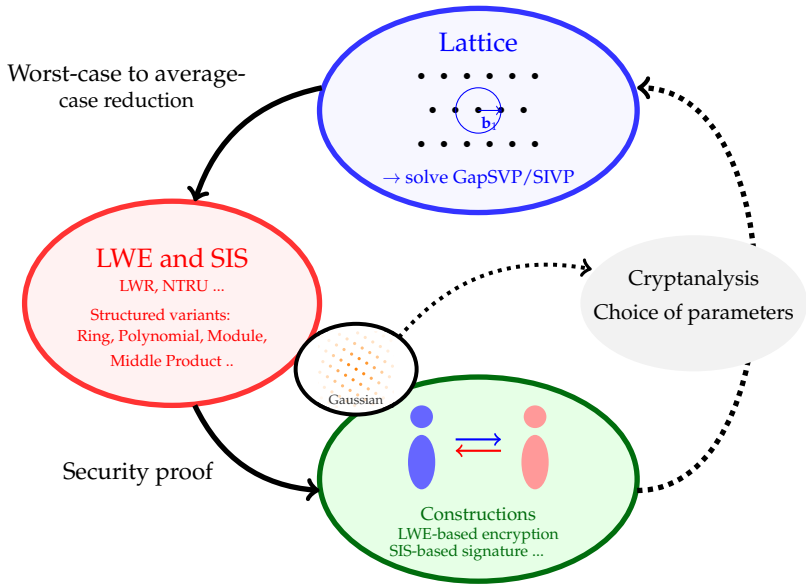 Lattice
Worst-case to average-
case reduction
b₁
→ solve GapSVP/SIVP
LWE and SIS
LWR, NTRU ...
Structured variants:
Ring, Polynomial, Module,
Middle Product ..
Cryptanalysis
Choice of parameters
Gaussian
Security proof
Constructions
LWE-based encryption
SIS-based signature ...